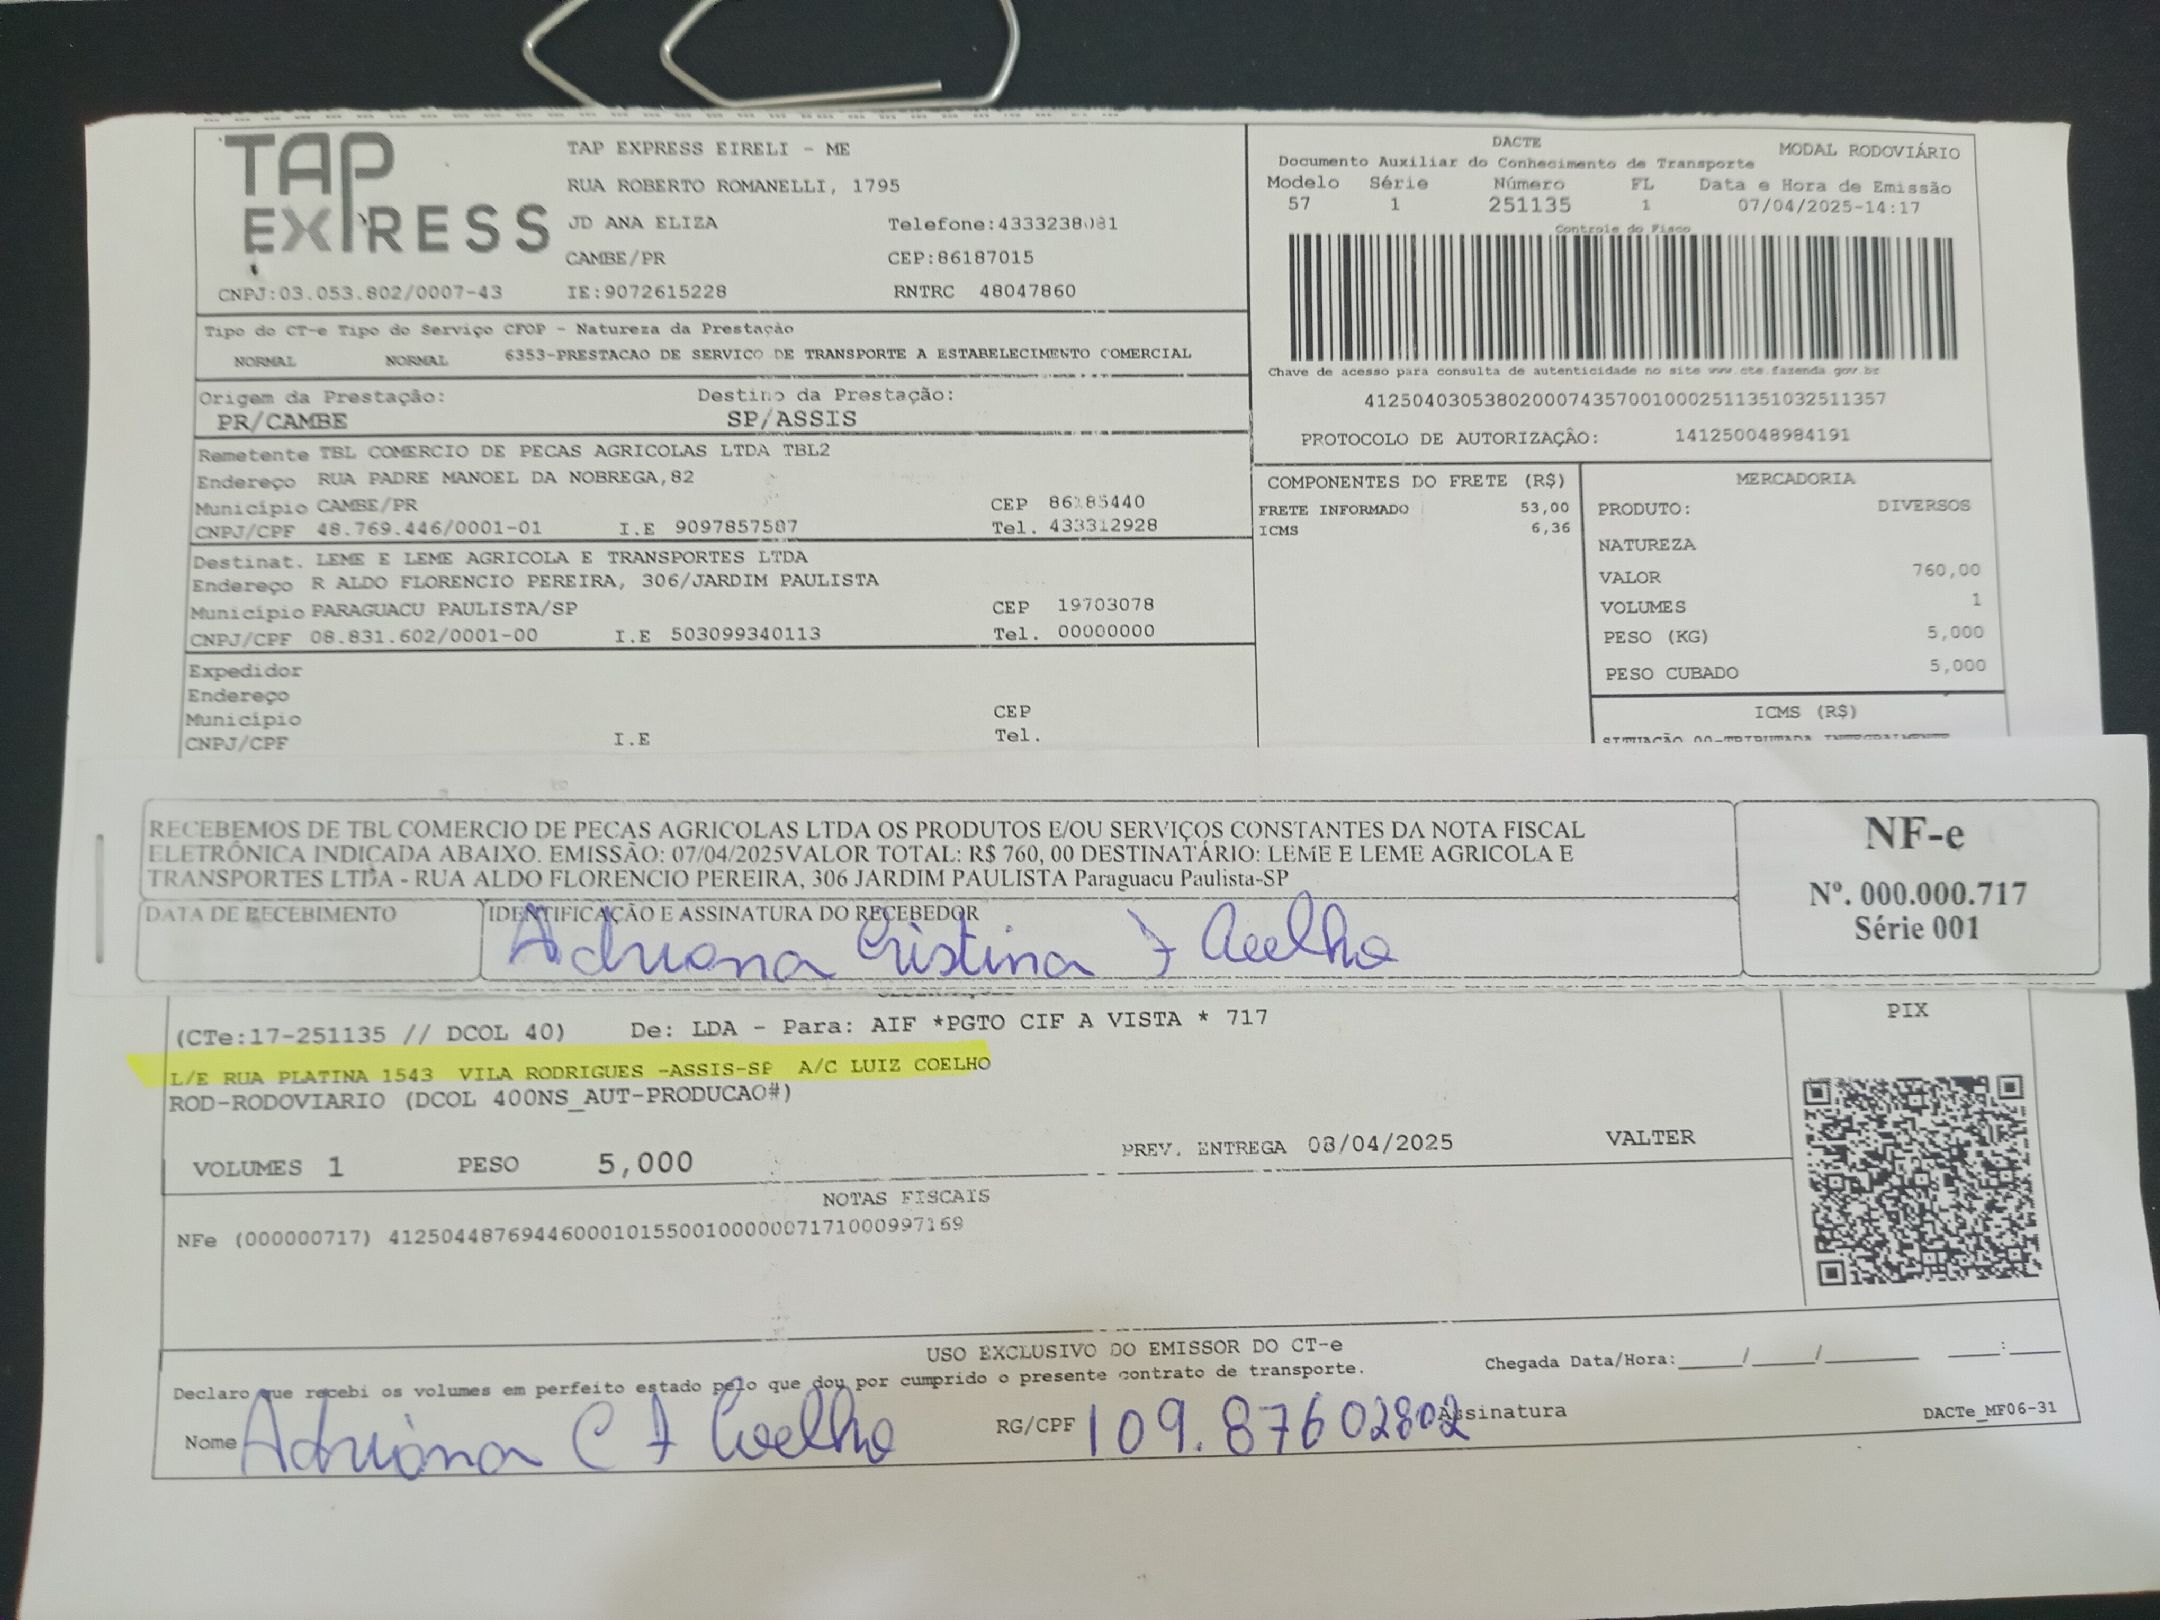 TAP EXPRESS
TAP EXPRESS EIRELI - ME
RUA ROBERTO ROMANELLI, 1795
JD ANA ELIZA Telefone:4333238081
CAMBE/PR CEP:86187015
CNPJ:03.053.802/0007-43 IE:9072615228 RNTRC 48047860
DACTE MODAL RODOVIÁRIO
Documento Auxiliar do Conhecimento de Transporte
Modelo Série Número FL Data e Hora de Emissão
57 1 251135 1 07/04/2025-14:17
Controle do Fisco
Chave de acesso para consulta de autenticidade no site www.cte.fazenda.gov.br
41250403053802000743570010002511351032511357
PROTOCOLO DE AUTORIZAÇÃO: 141250048984191
Tipo do CT-e Tipo do Serviço CFOP - Natureza da Prestação
NORMAL NORMAL 6353-PRESTACAO DE SERVICO DE TRANSPORTE A ESTABELECIMENTO COMERCIAL
Origem da Prestação: Destino da Prestação:
PR/CAMBE SP/ASSIS
Remetente TBL COMERCIO DE PECAS AGRICOLAS LTDA TBL2
Endereço RUA PADRE MANOEL DA NOBREGA,82
Município CAMBE/PR CEP 86185440
CNPJ/CPF 48.769.446/0001-01 I.E 9097857587 Tel. 433312928
Destinat. LEME E LEME AGRICOLA E TRANSPORTES LTDA
Endereço R ALDO FLORENCIO PEREIRA, 306/JARDIM PAULISTA
Município PARAGUACU PAULISTA/SP CEP 19703078
CNPJ/CPF 08.831.602/0001-00 I.E 503099340113 Tel. 00000000
Expedidor
Endereço
Município CEP
CNPJ/CPF I.E Tel.
COMPONENTES DO FRETE (R$)
FRETE INFORMADO 53,00
ICMS 6,36
MERCADORIA
PRODUTO: DIVERSOS
NATUREZA
VALOR 760,00
VOLUMES 1
PESO (KG) 5,000
PESO CUBADO 5,000
ICMS (R$)
SITUAÇÃO 00-TRIBUTADA INTEGRALMENTE
RECEBEMOS DE TBL COMERCIO DE PECAS AGRICOLAS LTDA OS PRODUTOS E/OU SERVIÇOS CONSTANTES DA NOTA FISCAL
ELETRÔNICA INDICADA ABAIXO. EMISSÃO: 07/04/2025VALOR TOTAL: R$ 760, 00 DESTINATÁRIO: LEME E LEME AGRICOLA E
TRANSPORTES LTDA - RUA ALDO FLORENCIO PEREIRA, 306 JARDIM PAULISTA Paraguacu Paulista-SP
DATA DE RECEBIMENTO IDENTIFICAÇÃO E ASSINATURA DO RECEBEDOR
Adriana Cristina F Coelho
NF-e
Nº. 000.000.717
Série 001
(CTe:17-251135 // DCOL 40) De: LDA - Para: AIF *PGTO CIF A VISTA * 717
L/E RUA PLATINA 1543 VILA RODRIGUES -ASSIS-SP A/C LUIZ COELHO
ROD-RODOVIARIO (DCOL 400NS_AUT-PRODUCAO#)
VOLUMES 1 PESO 5,000 PREV. ENTREGA 08/04/2025 VALTER
PIX
NOTAS FISCAIS
NFe (000000717) 41250448769446000101550010000007171000997169
USO EXCLUSIVO DO EMISSOR DO CT-e
Declaro que recebi os volumes em perfeito estado pelo que dou por cumprido o presente contrato de transporte.
Chegada Data/Hora:____/____/______ ___:___
Nome Adriana C F Coelho RG/CPF 109.87602802 Assinatura
DACTe_MF06-31